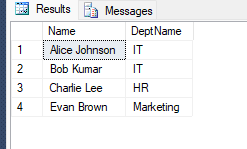 Results Messages
Name DeptName
1 Alice Johnson IT
2 Bob Kumar IT
3 Charlie Lee HR
4 Evan Brown Marketing